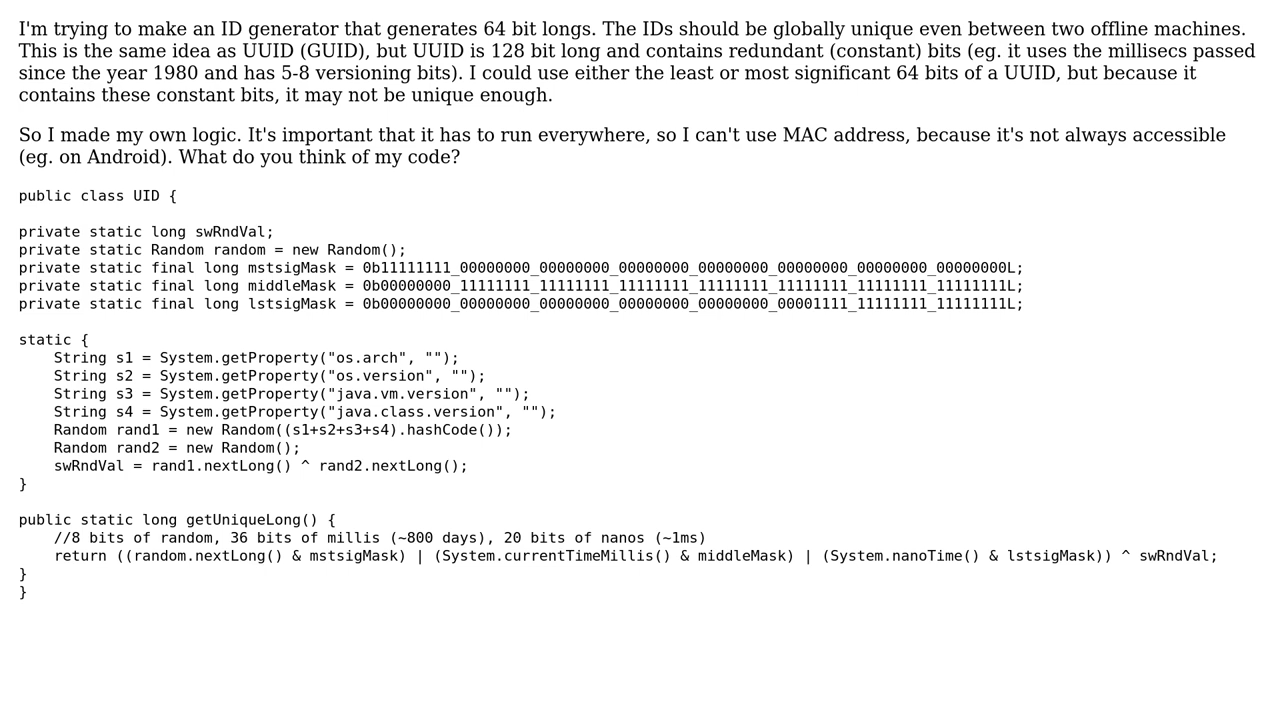 I'm trying to make an ID generator that generates 64 bit longs. The IDs should be globally unique even between two offline machines.
This is the same idea as UUID (GUID), but UUID is 128 bit long and contains redundant (constant) bits (eg. it uses the millisecs passed
since the year 1980 and has 5-8 versioning bits). I could use either the least or most significant 64 bits of a UUID, but because it
contains these constant bits, it may not be unique enough.
So I made my own logic. It's important that it has to run everywhere, so I can't use MAC address, because it's not always accessible
(eg. on Android). What do you think of my code?
public class UID {
private static long swRndVal;
private static Random random = new Random();
private static final long mstsigMask = 0b11111111_00000000_00000000_00000000_00000000_00000000_00000000_00000000L;
private static final long middleMask = 0b00000000_11111111_11111111_11111111_11111111_11111111_11111111_11111111L;
private static final long lstsigMask = 0b00000000_00000000_00000000_00000000_00000000_00001111_11111111_11111111L;
static {
    String s1 = System.getProperty("os.arch", "");
    String s2 = System.getProperty("os.version", "");
    String s3 = System.getProperty("java.vm.version", "");
    String s4 = System.getProperty("java.class.version", "");
    Random rand1 = new Random((s1+s2+s3+s4).hashCode());
    Random rand2 = new Random();
    swRndVal = rand1.nextLong() ^ rand2.nextLong();
}
public static long getUniqueLong() {
    //8 bits of random, 36 bits of millis (~800 days), 20 bits of nanos (~1ms)
    return ((random.nextLong() & mstsigMask) | (System.currentTimeMillis() & middleMask) | (System.nanoTime() & lstsigMask)) ^ swRndVal;
}
}